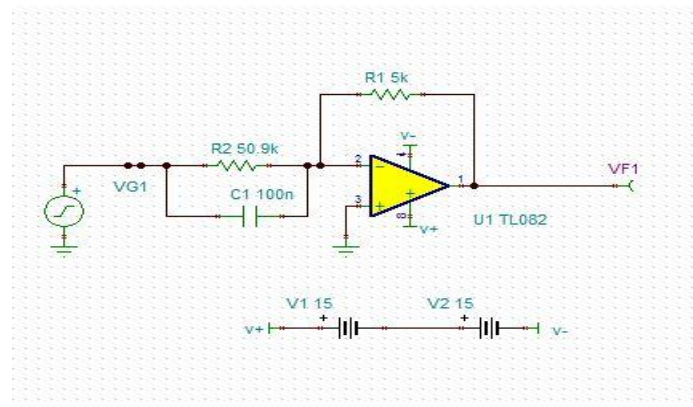 R1 5k
R2 50.9k
v-
4
2
1
VF1
VG1
+
C1 100n
−
+
+
3
8
U1 TL082
v+
V1 15
V2 15
+
+
v+
v-